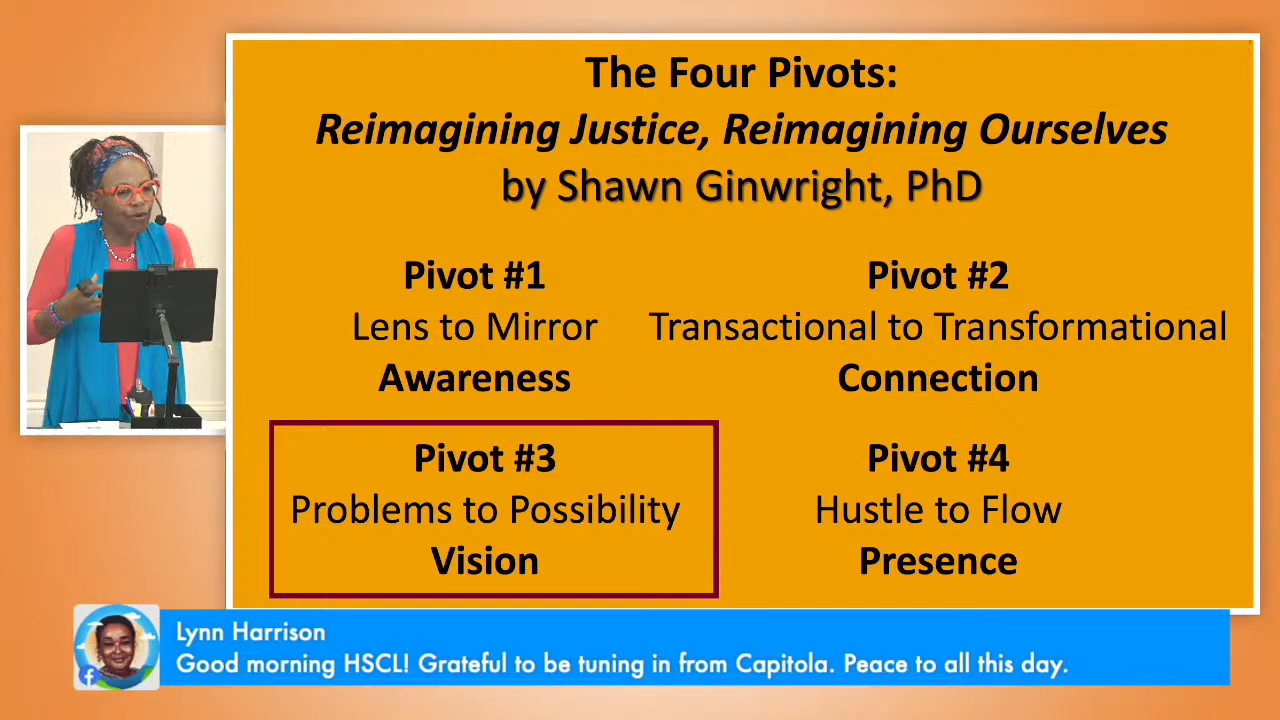 The Four Pivots:
Reimagining Justice, Reimagining Ourselves
by Shawn Ginwright, PhD
Pivot #1
Lens to Mirror
Awareness
Pivot #2
Transactional to Transformational
Connection
Pivot #3
Problems to Possibility
Vision
Pivot #4
Hustle to Flow
Presence
Lynn Harrison
Good morning HSCL! Grateful to be tuning in from Capitola. Peace to all this day.